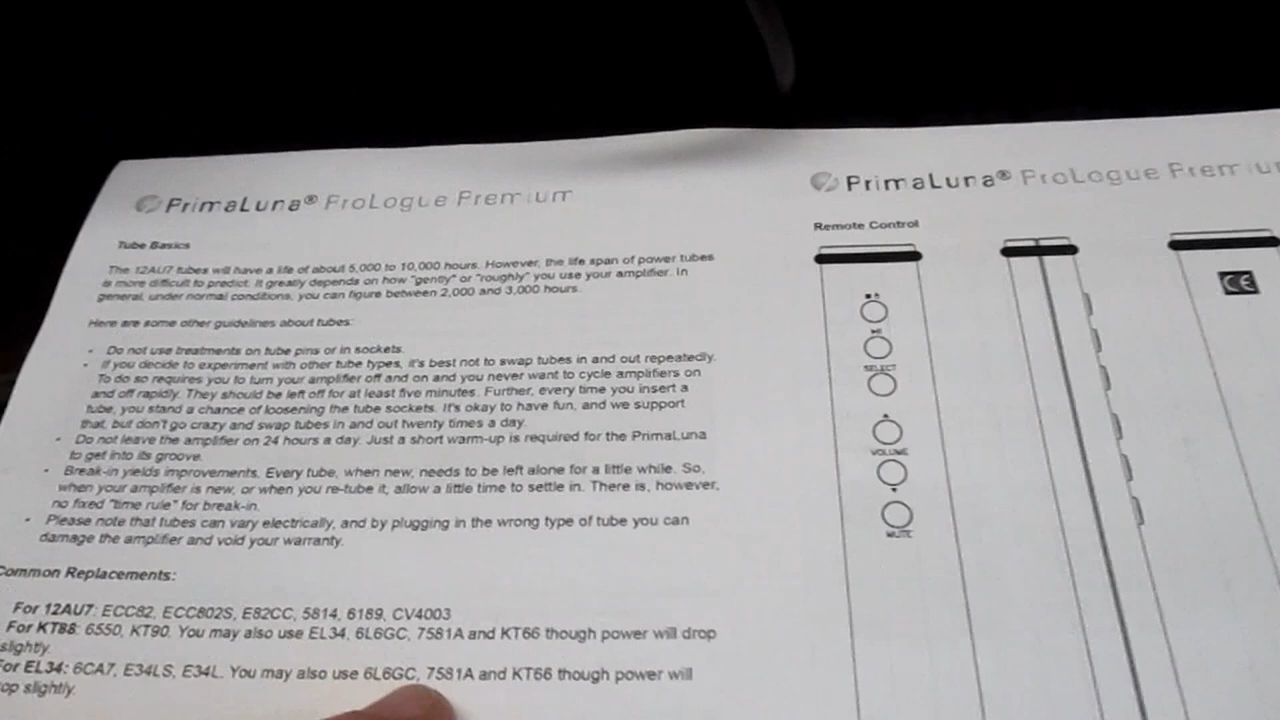 PrimaLuna® ProLogue Premium
Tube Basics
The 12AU7 tubes will have a life of about 5,000 to 10,000 hours. However, the life span of power tubes
is more difficult to predict. It greatly depends on how "gently" or "roughly" you use your amplifier. In
general, under normal conditions, you can figure between 2,000 and 3,000 hours.
Here are some other guidelines about tubes:
• Do not use treatments on tube pins or in sockets.
• If you decide to experiment with other tube types, it's best not to swap tubes in and out repeatedly.
To do so requires you to turn your amplifier off and on and you never want to cycle amplifiers on
and off rapidly. They should be left off for at least five minutes. Further, every time you insert a
tube, you stand a chance of loosening the tube sockets. It's okay to have fun, and we support
that, but don't go crazy and swap tubes in and out twenty times a day.
• Do not leave the amplifier on 24 hours a day. Just a short warm-up is required for the PrimaLuna
to get into its groove.
• Break-in yields improvements. Every tube, when new, needs to be left alone for a little while. So,
when your amplifier is new, or when you re-tube it, allow a little time to settle in. There is, however,
no fixed "time rule" for break-in.
• Please note that tubes can vary electrically, and by plugging in the wrong type of tube you can
damage the amplifier and void your warranty.
Common Replacements:
For 12AU7: ECC82, ECC802S, E82CC, 5814, 6189, CV4003
For KT88: 6550, KT90. You may also use EL34, 6L6GC, 7581A and KT66 though power will drop
slightly.
For EL34: 6CA7, E34LS, E34L. You may also use 6L6GC, 7581A and KT66 though power will
op slightly.
PrimaLuna® ProLogue Premiu
Remote Control
CE
SELECT
VOLUME
MUTE